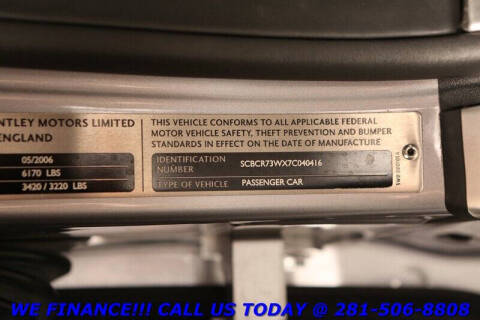 NTLEY MOTORS LIMITED
ENGLAND
05/2006
6170 LBS
3420 / 3220 LBS
THIS VEHICLE CONFORMS TO ALL APPLICABLE FEDERAL
MOTOR VEHICLE SAFETY, THEFT PREVENTION AND BUMPER
STANDARDS IN EFFECT ON THE DATE OF MANUFACTURE
IDENTIFICATION
NUMBER
SCBCR73WX7C040416
TYPE OF VEHICLE
PASSENGER CAR
WE FINANCE!!! CALL US TODAY @ 281-506-8808